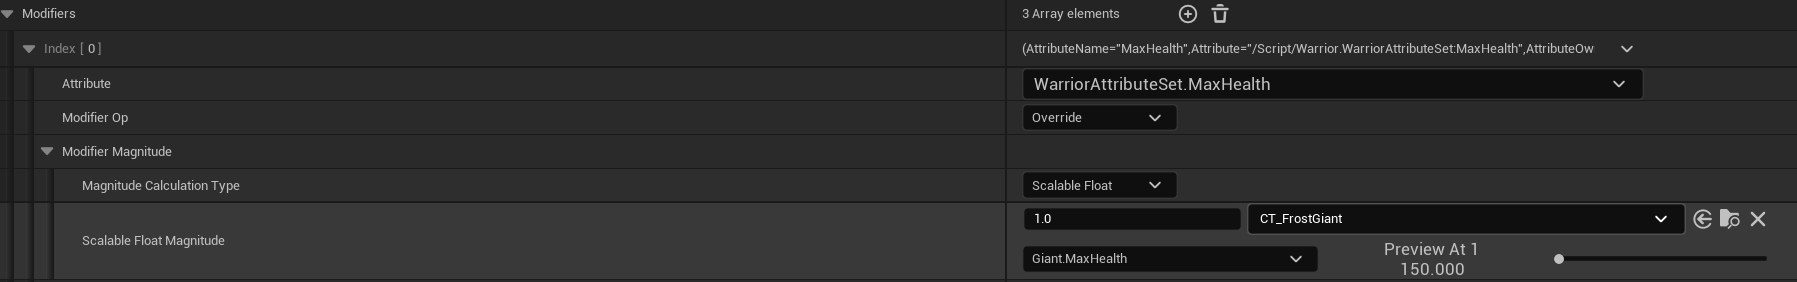 Modifiers
3 Array elements
Index [ 0 ]
(AttributeName="MaxHealth",Attribute="/Script/Warrior.WarriorAttributeSet:MaxHealth",AttributeOw
Attribute
WarriorAttributeSet.MaxHealth
Modifier Op
Override
Modifier Magnitude
Magnitude Calculation Type
Scalable Float
Scalable Float Magnitude
1.0
CT_FrostGiant
Giant.MaxHealth
Preview At 1
150.000